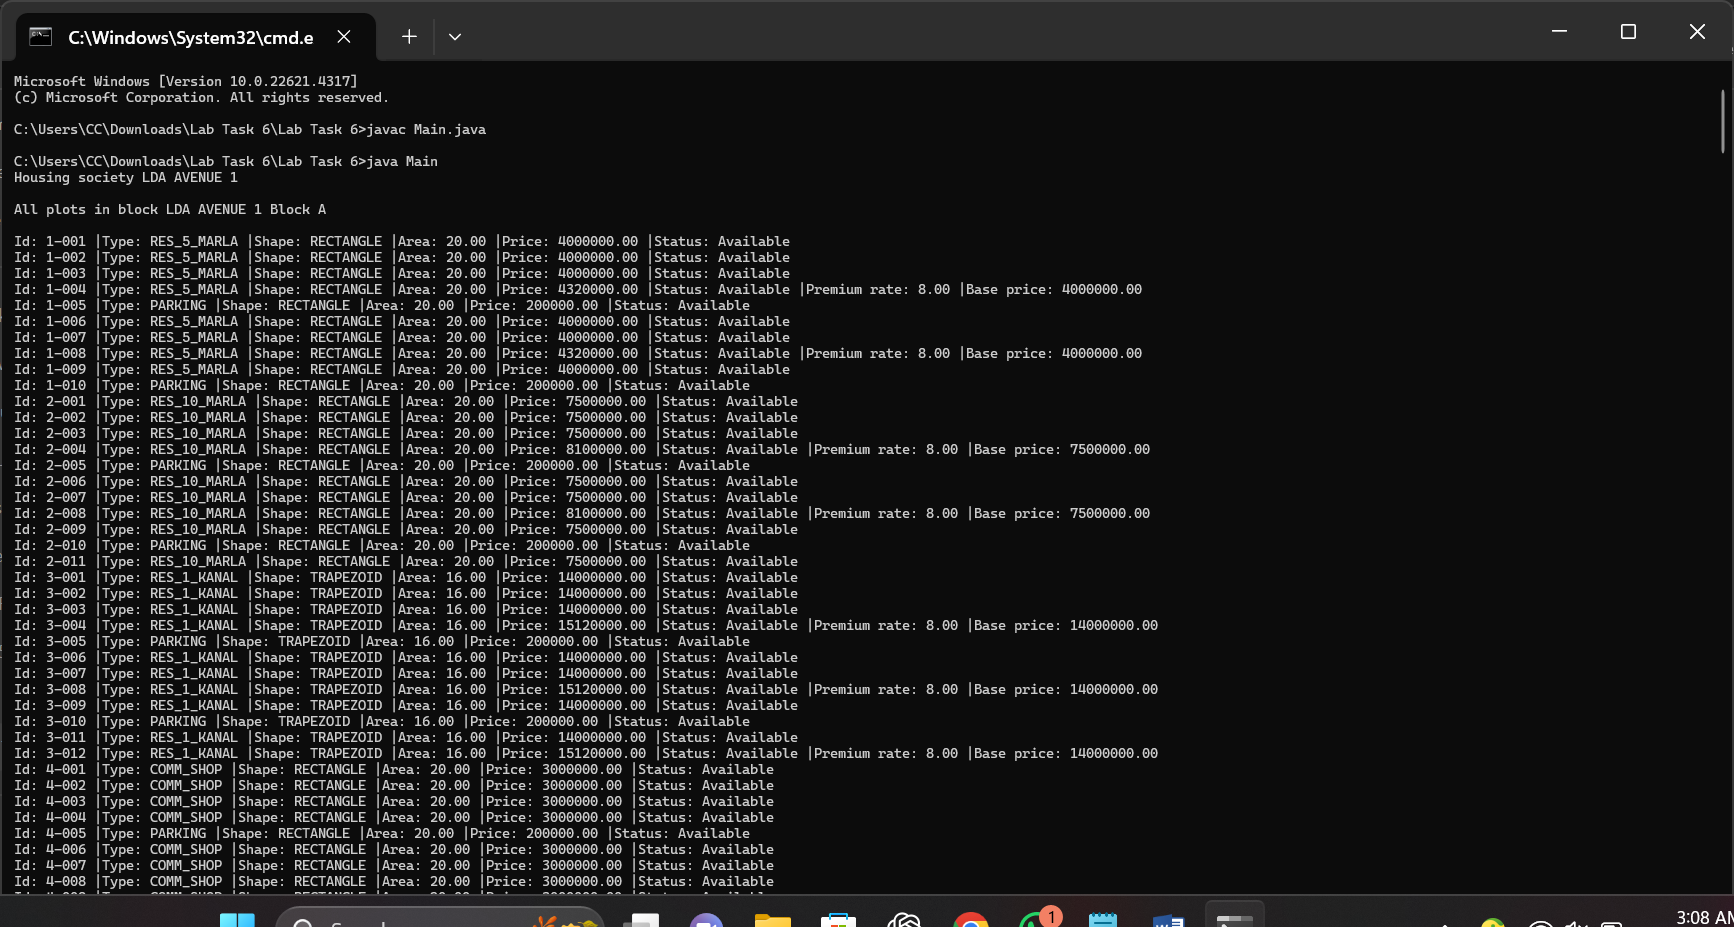 C:\Windows\System32\cmd.e
Microsoft Windows [Version 10.0.22621.4317]
(c) Microsoft Corporation. All rights reserved.
C:\Users\CC\Downloads\Lab Task 6\Lab Task 6>javac Main.java
C:\Users\CC\Downloads\Lab Task 6\Lab Task 6>java Main
Housing society LDA AVENUE 1
All plots in block LDA AVENUE 1 Block A
Id: 1-001 |Type: RES_5_MARLA |Shape: RECTANGLE |Area: 20.00 |Price: 4000000.00 |Status: Available
Id: 1-002 |Type: RES_5_MARLA |Shape: RECTANGLE |Area: 20.00 |Price: 4000000.00 |Status: Available
Id: 1-003 |Type: RES_5_MARLA |Shape: RECTANGLE |Area: 20.00 |Price: 4000000.00 |Status: Available
Id: 1-004 |Type: RES_5_MARLA |Shape: RECTANGLE |Area: 20.00 |Price: 4320000.00 |Status: Available |Premium rate: 8.00 |Base price: 4000000.00
Id: 1-005 |Type: PARKING |Shape: RECTANGLE |Area: 20.00 |Price: 200000.00 |Status: Available
Id: 1-006 |Type: RES_5_MARLA |Shape: RECTANGLE |Area: 20.00 |Price: 4000000.00 |Status: Available
Id: 1-007 |Type: RES_5_MARLA |Shape: RECTANGLE |Area: 20.00 |Price: 4000000.00 |Status: Available
Id: 1-008 |Type: RES_5_MARLA |Shape: RECTANGLE |Area: 20.00 |Price: 4320000.00 |Status: Available |Premium rate: 8.00 |Base price: 4000000.00
Id: 1-009 |Type: RES_5_MARLA |Shape: RECTANGLE |Area: 20.00 |Price: 4000000.00 |Status: Available
Id: 1-010 |Type: PARKING |Shape: RECTANGLE |Area: 20.00 |Price: 200000.00 |Status: Available
Id: 2-001 |Type: RES_10_MARLA |Shape: RECTANGLE |Area: 20.00 |Price: 7500000.00 |Status: Available
Id: 2-002 |Type: RES_10_MARLA |Shape: RECTANGLE |Area: 20.00 |Price: 7500000.00 |Status: Available
Id: 2-003 |Type: RES_10_MARLA |Shape: RECTANGLE |Area: 20.00 |Price: 7500000.00 |Status: Available
Id: 2-004 |Type: RES_10_MARLA |Shape: RECTANGLE |Area: 20.00 |Price: 8100000.00 |Status: Available |Premium rate: 8.00 |Base price: 7500000.00
Id: 2-005 |Type: PARKING |Shape: RECTANGLE |Area: 20.00 |Price: 200000.00 |Status: Available
Id: 2-006 |Type: RES_10_MARLA |Shape: RECTANGLE |Area: 20.00 |Price: 7500000.00 |Status: Available
Id: 2-007 |Type: RES_10_MARLA |Shape: RECTANGLE |Area: 20.00 |Price: 7500000.00 |Status: Available
Id: 2-008 |Type: RES_10_MARLA |Shape: RECTANGLE |Area: 20.00 |Price: 8100000.00 |Status: Available |Premium rate: 8.00 |Base price: 7500000.00
Id: 2-009 |Type: RES_10_MARLA |Shape: RECTANGLE |Area: 20.00 |Price: 7500000.00 |Status: Available
Id: 2-010 |Type: PARKING |Shape: RECTANGLE |Area: 20.00 |Price: 200000.00 |Status: Available
Id: 2-011 |Type: RES_10_MARLA |Shape: RECTANGLE |Area: 20.00 |Price: 7500000.00 |Status: Available
Id: 3-001 |Type: RES_1_KANAL |Shape: TRAPEZOID |Area: 16.00 |Price: 14000000.00 |Status: Available
Id: 3-002 |Type: RES_1_KANAL |Shape: TRAPEZOID |Area: 16.00 |Price: 14000000.00 |Status: Available
Id: 3-003 |Type: RES_1_KANAL |Shape: TRAPEZOID |Area: 16.00 |Price: 14000000.00 |Status: Available
Id: 3-004 |Type: RES_1_KANAL |Shape: TRAPEZOID |Area: 16.00 |Price: 15120000.00 |Status: Available |Premium rate: 8.00 |Base price: 14000000.00
Id: 3-005 |Type: PARKING |Shape: TRAPEZOID |Area: 16.00 |Price: 200000.00 |Status: Available
Id: 3-006 |Type: RES_1_KANAL |Shape: TRAPEZOID |Area: 16.00 |Price: 14000000.00 |Status: Available
Id: 3-007 |Type: RES_1_KANAL |Shape: TRAPEZOID |Area: 16.00 |Price: 14000000.00 |Status: Available
Id: 3-008 |Type: RES_1_KANAL |Shape: TRAPEZOID |Area: 16.00 |Price: 15120000.00 |Status: Available |Premium rate: 8.00 |Base price: 14000000.00
Id: 3-009 |Type: RES_1_KANAL |Shape: TRAPEZOID |Area: 16.00 |Price: 14000000.00 |Status: Available
Id: 3-010 |Type: PARKING |Shape: TRAPEZOID |Area: 16.00 |Price: 200000.00 |Status: Available
Id: 3-011 |Type: RES_1_KANAL |Shape: TRAPEZOID |Area: 16.00 |Price: 14000000.00 |Status: Available
Id: 3-012 |Type: RES_1_KANAL |Shape: TRAPEZOID |Area: 16.00 |Price: 15120000.00 |Status: Available |Premium rate: 8.00 |Base price: 14000000.00
Id: 4-001 |Type: COMM_SHOP |Shape: RECTANGLE |Area: 20.00 |Price: 3000000.00 |Status: Available
Id: 4-002 |Type: COMM_SHOP |Shape: RECTANGLE |Area: 20.00 |Price: 3000000.00 |Status: Available
Id: 4-003 |Type: COMM_SHOP |Shape: RECTANGLE |Area: 20.00 |Price: 3000000.00 |Status: Available
Id: 4-004 |Type: COMM_SHOP |Shape: RECTANGLE |Area: 20.00 |Price: 3000000.00 |Status: Available
Id: 4-005 |Type: PARKING |Shape: RECTANGLE |Area: 20.00 |Price: 200000.00 |Status: Available
Id: 4-006 |Type: COMM_SHOP |Shape: RECTANGLE |Area: 20.00 |Price: 3000000.00 |Status: Available
Id: 4-007 |Type: COMM_SHOP |Shape: RECTANGLE |Area: 20.00 |Price: 3000000.00 |Status: Available
Id: 4-008 |Type: COMM_SHOP |Shape: RECTANGLE |Area: 20.00 |Price: 3000000.00 |Status: Available
1
3:08 AM